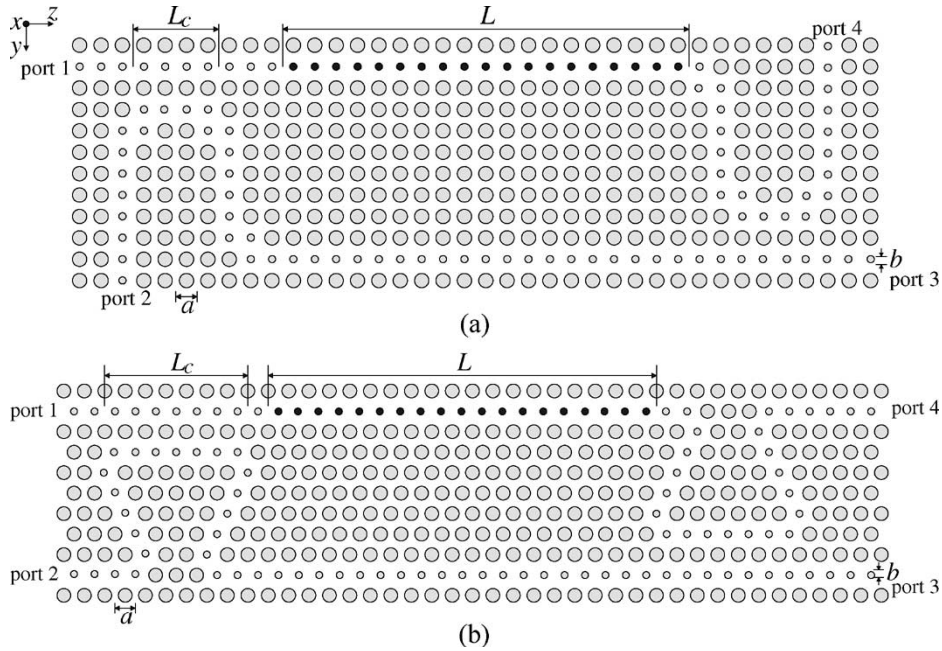 x z L_c L port 4
y
port 1
b
port 2 a port 3
(a)
L_c L
port 1 port 4
port 2 b
a port 3
(b)